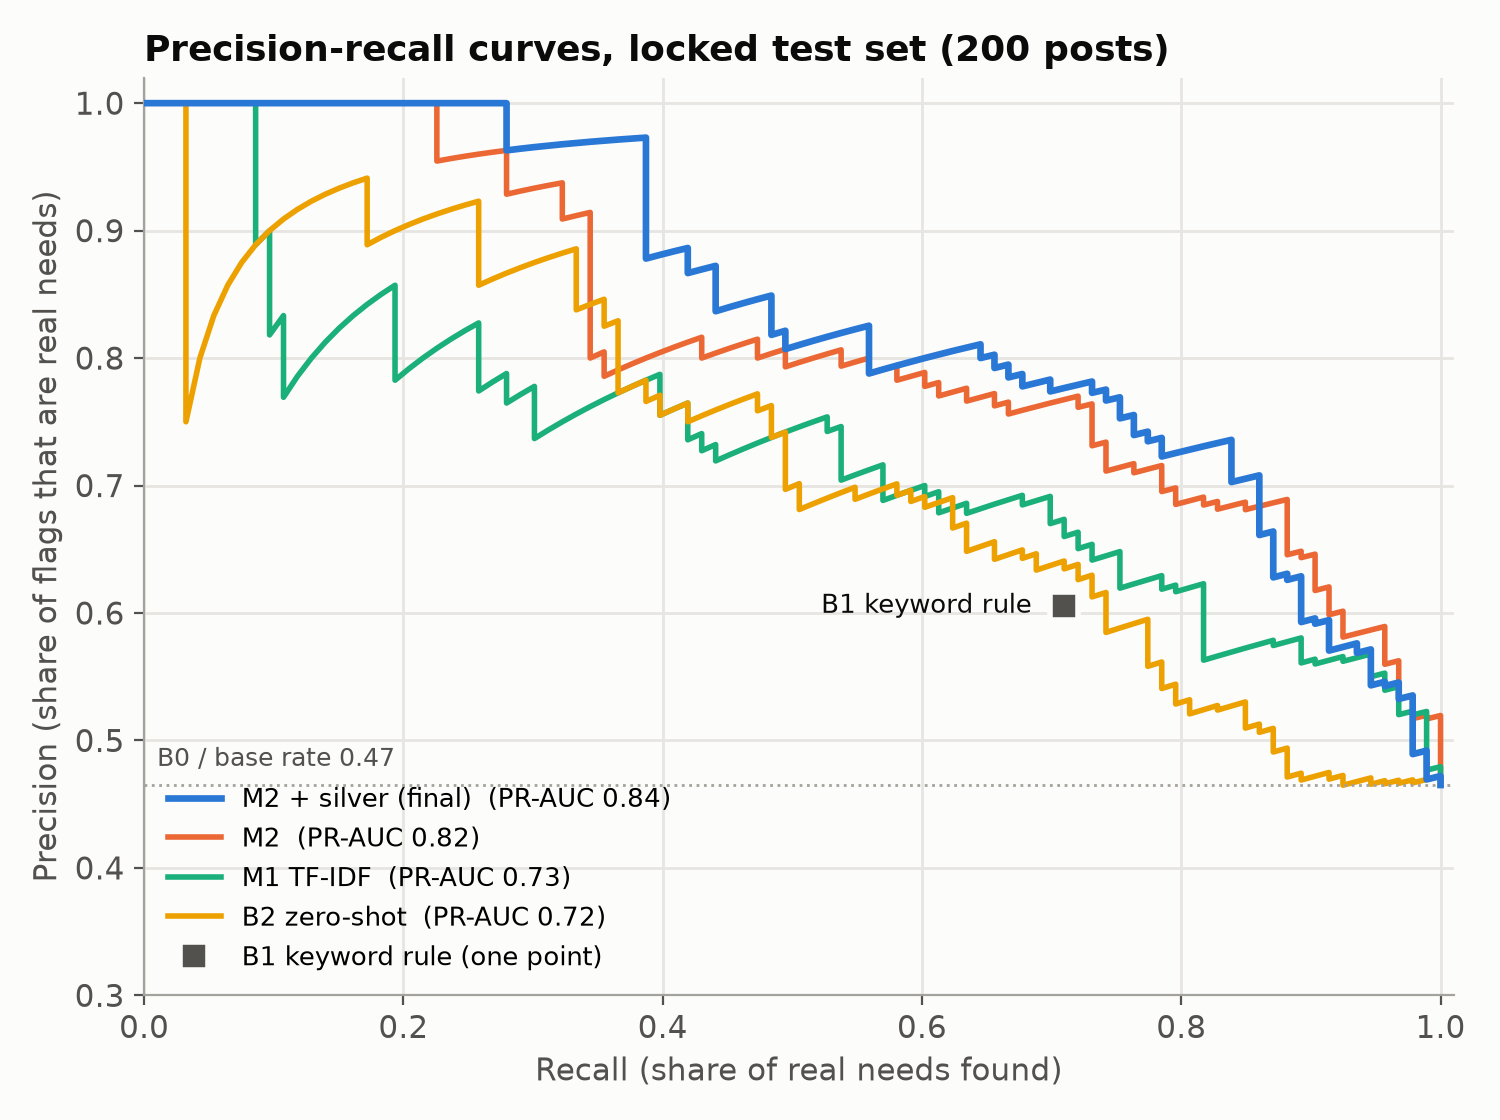 Precision-recall curves, locked test set (200 posts)
Precision (share of flags that are real needs)
1.0
0.9
0.8
0.7
0.6
0.5
0.4
0.3
B1 keyword rule
B0 / base rate 0.47
M2 + silver (final) (PR-AUC 0.84)
M2 (PR-AUC 0.82)
M1 TF-IDF (PR-AUC 0.73)
B2 zero-shot (PR-AUC 0.72)
B1 keyword rule (one point)
0.0 0.2 0.4 0.6 0.8 1.0
Recall (share of real needs found)